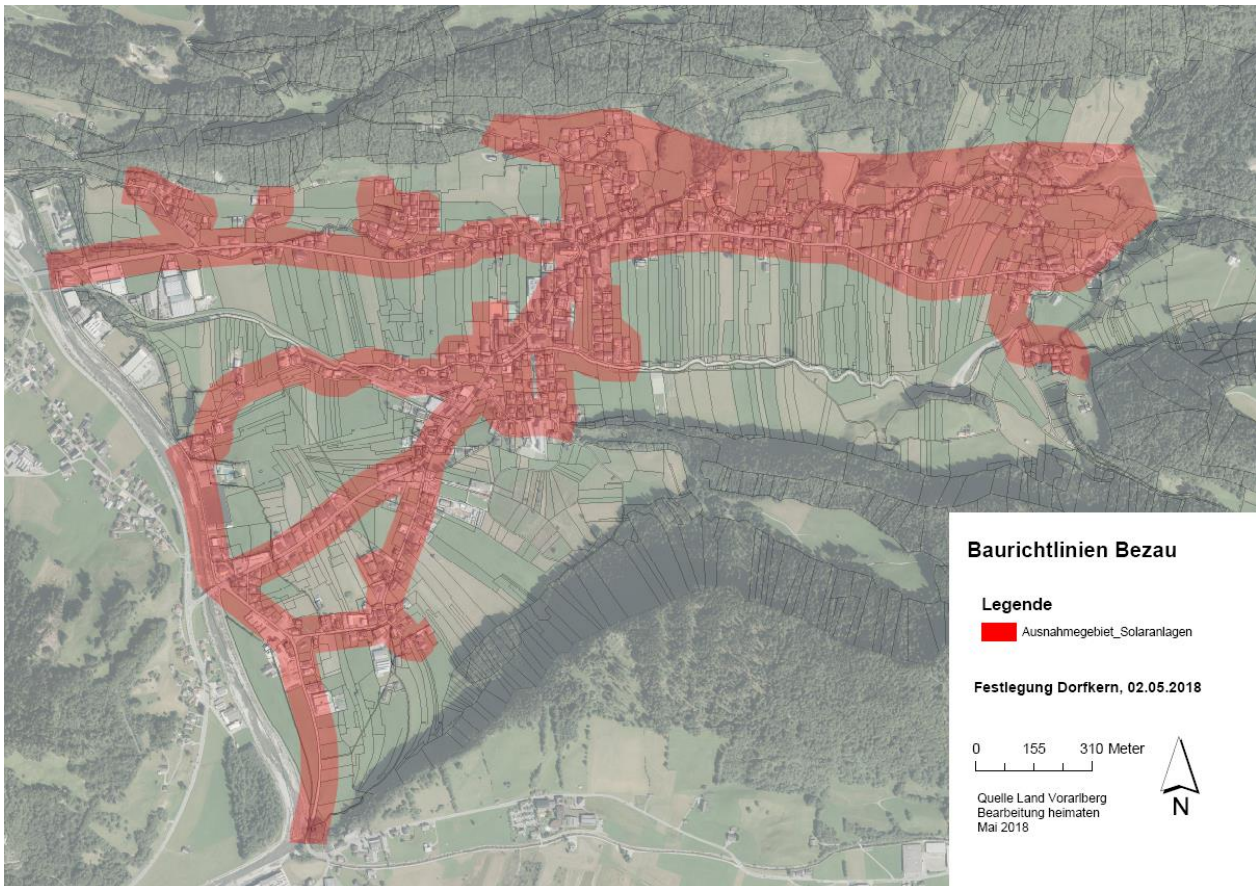 Baurichtlinien Bezau
Legende
Ausnahmegebiet_Solaranlagen
Festlegung Dorfkern, 02.05.2018
0 155 310 Meter
N
Quelle Land Vorarlberg
Bearbeitung heimaten
Mai 2018